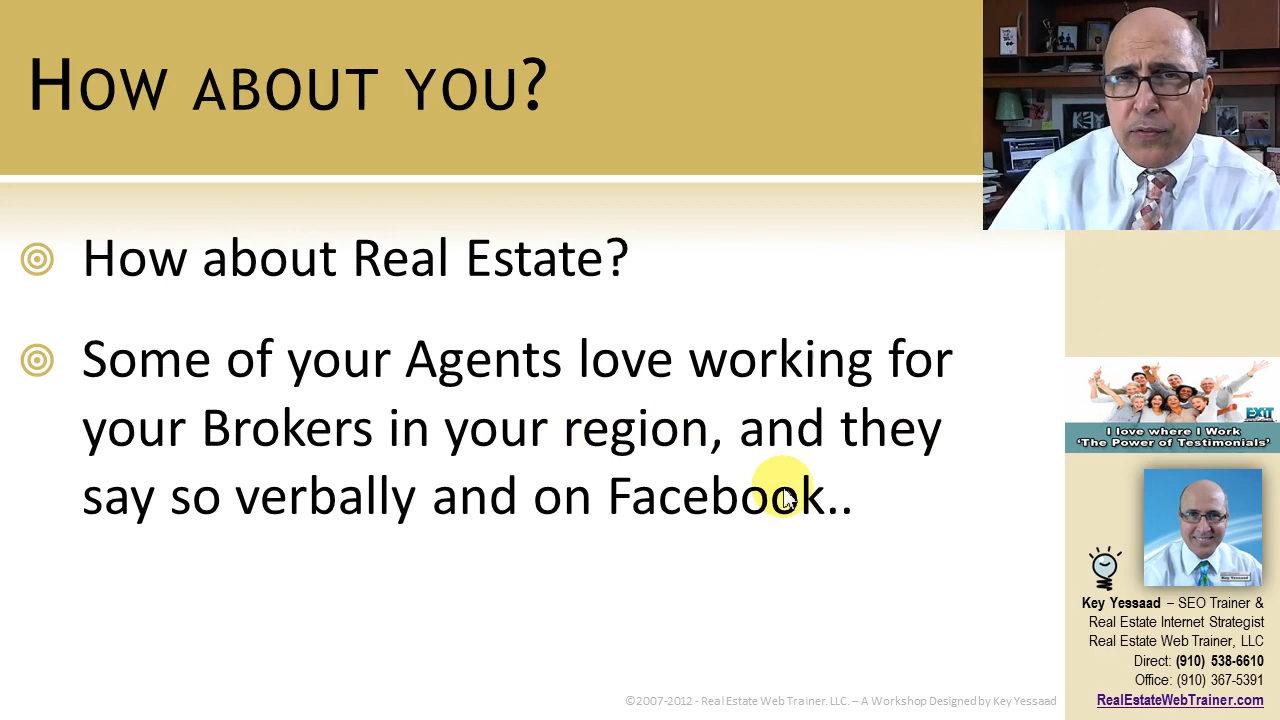 HOW ABOUT YOU?
How about Real Estate?
Some of your Agents love working for
your Brokers in your region, and they
say so verbally and on Facebook..
EXIT
I love where I Work
'The Power of Testimonials'
Key Yessaad – SEO Trainer &
Real Estate Internet Strategist
Real Estate Web Trainer, LLC
Direct: (910) 538-6610
Office: (910) 367-5391
RealEstateWebTrainer.com
©2007-2012 - Real Estate Web Trainer. LLC. – A Workshop Designed by Key Yessaad